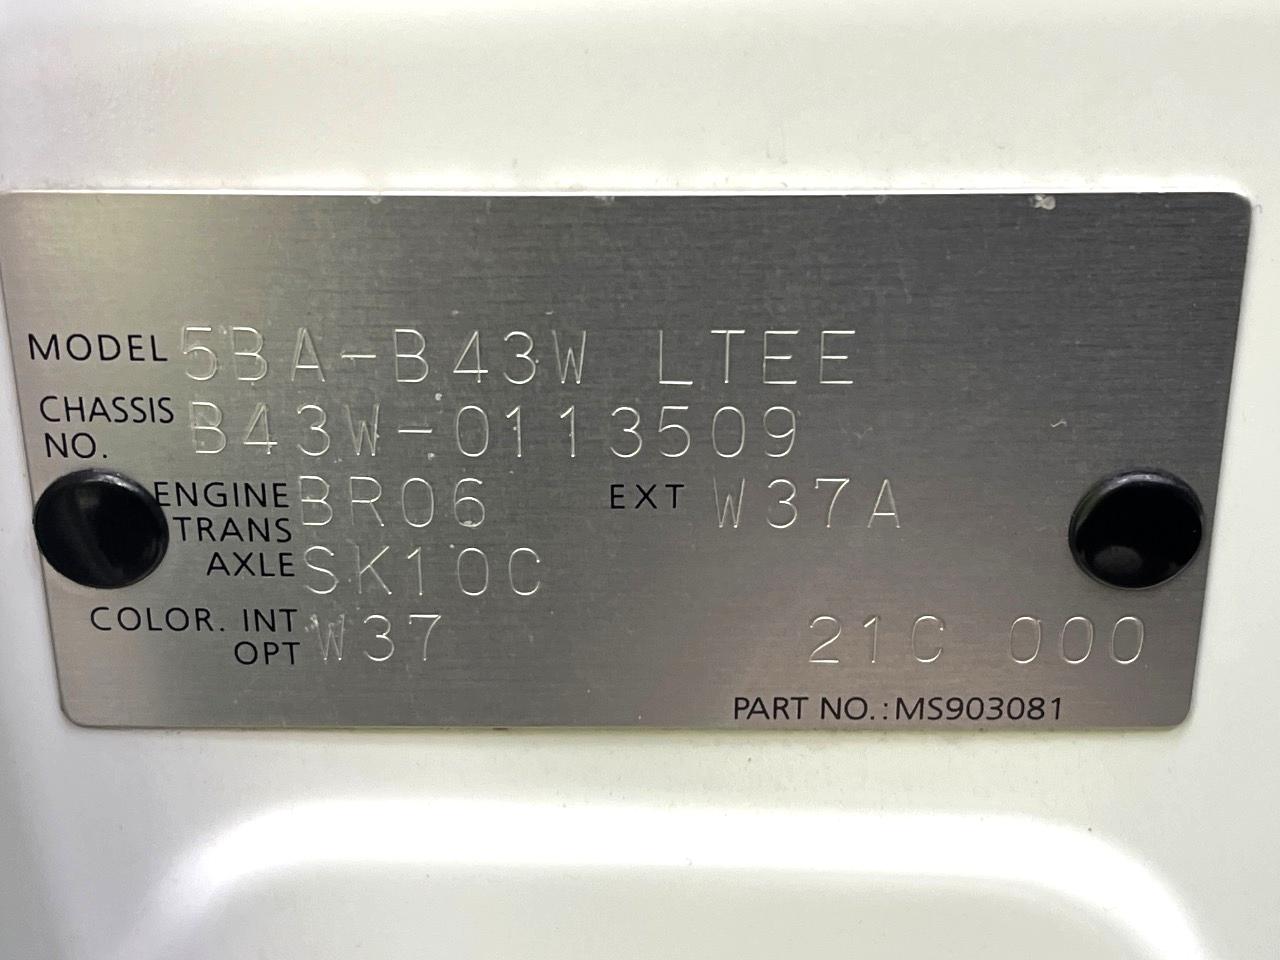 MODEL 5BA-B43W LTEE
CHASSIS NO. B43W-0113509
ENGINE BR06 EXT W37A
TRANS
AXLE SK10C
COLOR. INT W37 21C 000
OPT
PART NO.: MS903081